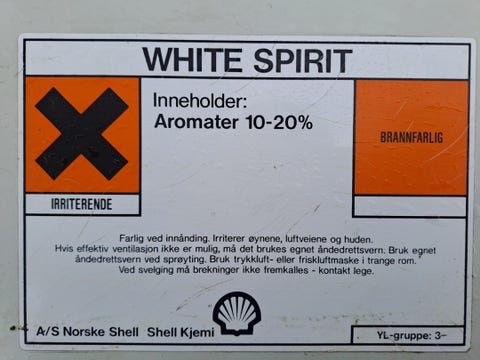 WHITE SPIRIT
Inneholder:
Aromater 10-20%
BRANNFARLIG
IRRITERENDE
Farlig ved innånding. Irriterer øynene, luftveiene og huden.
Hvis effektiv ventilasjon ikke er mulig, må det brukes egnet åndedrettsvern. Bruk egnet
åndedrettsvern ved sprøyting. Bruk trykkluft- eller friskluftmaske i trange rom.
Ved svelging må brekninger ikke fremkalles - kontakt lege.
A/S Norske Shell Shell Kjemi
YL-gruppe: 3–